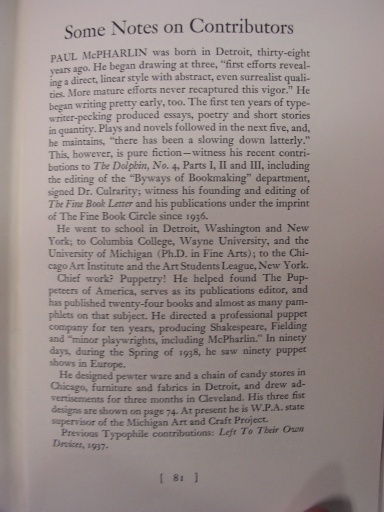 Some Notes on Contributors
PAUL McPHARLIN was born in Detroit, thirty-eight
years ago. He began drawing at three, "first efforts reveal-
ing a direct, linear style with abstract, even surrealist quali-
ties. More mature efforts never recaptured this vigor." He
began writing pretty early, too. The first ten years of type-
writer-pecking produced essays, poetry and short stories
in quantity. Plays and novels followed in the next five, and,
he maintains, "there has been a slowing down latterly."
This, however, is pure fiction—witness his recent contri-
butions to The Dolphin, No. 4, Parts I, II and III, including
the editing of the "Byways of Bookmaking" department,
signed Dr. Culrarity; witness his founding and editing of
The Fine Book Letter and his publications under the imprint
of The Fine Book Circle since 1936.
He went to school in Detroit, Washington and New
York; to Columbia College, Wayne University, and the
University of Michigan (Ph.D. in Fine Arts); to the Chi-
cago Art Institute and the Art Students League, New York.
Chief work? Puppetry! He helped found The Pup-
peteers of America, serves as its publications editor, and
has published twenty-four books and almost as many pam-
phlets on that subject. He directed a professional puppet
company for ten years, producing Shakespeare, Fielding
and "minor playwrights, including McPharlin." In ninety
days, during the Spring of 1938, he saw ninety puppet
shows in Europe.
He designed pewter ware and a chain of candy stores in
Chicago, furniture and fabrics in Detroit, and drew ad-
vertisements for three months in Cleveland. His three fist
designs are shown on page 74. At present he is W.P.A. state
supervisor of the Michigan Art and Craft Project.
Previous Typophile contributions: Left To Their Own
Devices, 1937.
[ 81 ]